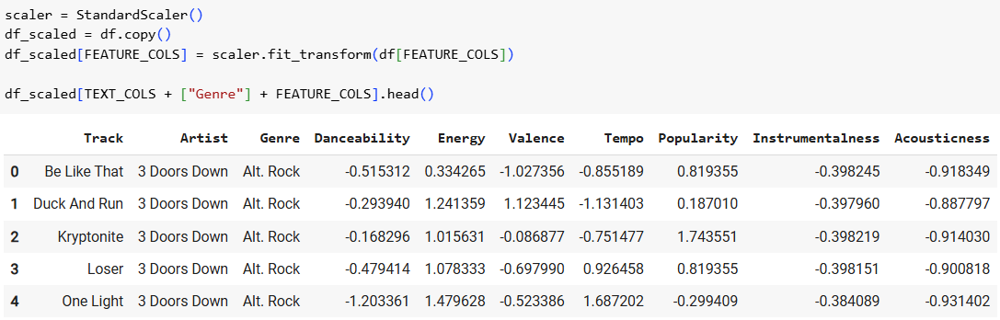 scaler = StandardScaler()
df_scaled = df.copy()
df_scaled[FEATURE_COLS] = scaler.fit_transform(df[FEATURE_COLS])
df_scaled[TEXT_COLS + ["Genre"] + FEATURE_COLS].head()
Track Artist Genre Danceability Energy Valence Tempo Popularity Instrumentalness Acousticness
0 Be Like That 3 Doors Down Alt. Rock -0.515312 0.334265 -1.027356 -0.855189 0.819355 -0.398245 -0.918349
1 Duck And Run 3 Doors Down Alt. Rock -0.293940 1.241359 1.123445 -1.131403 0.187010 -0.397960 -0.887797
2 Kryptonite 3 Doors Down Alt. Rock -0.168296 1.015631 -0.086877 -0.751477 1.743551 -0.398219 -0.914030
3 Loser 3 Doors Down Alt. Rock -0.479414 1.078333 -0.697990 0.926458 0.819355 -0.398151 -0.900818
4 One Light 3 Doors Down Alt. Rock -1.203361 1.479628 -0.523386 1.687202 -0.299409 -0.384089 -0.931402